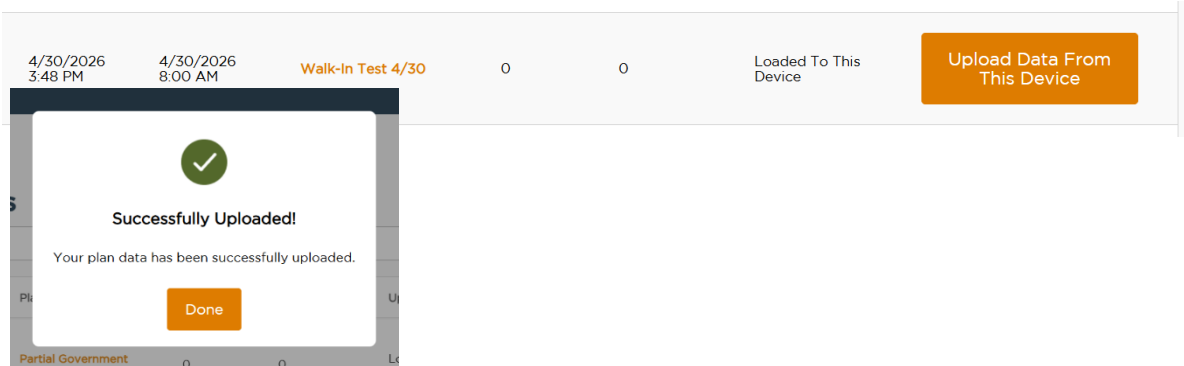 4/30/2026 4/30/2026 Walk-In Test 4/30 0 0 Loaded To This Upload Data From
3:48 PM 8:00 AM Device This Device
Successfully Uploaded!
Your plan data has been successfully uploaded.
Done
Partial Government 0 0